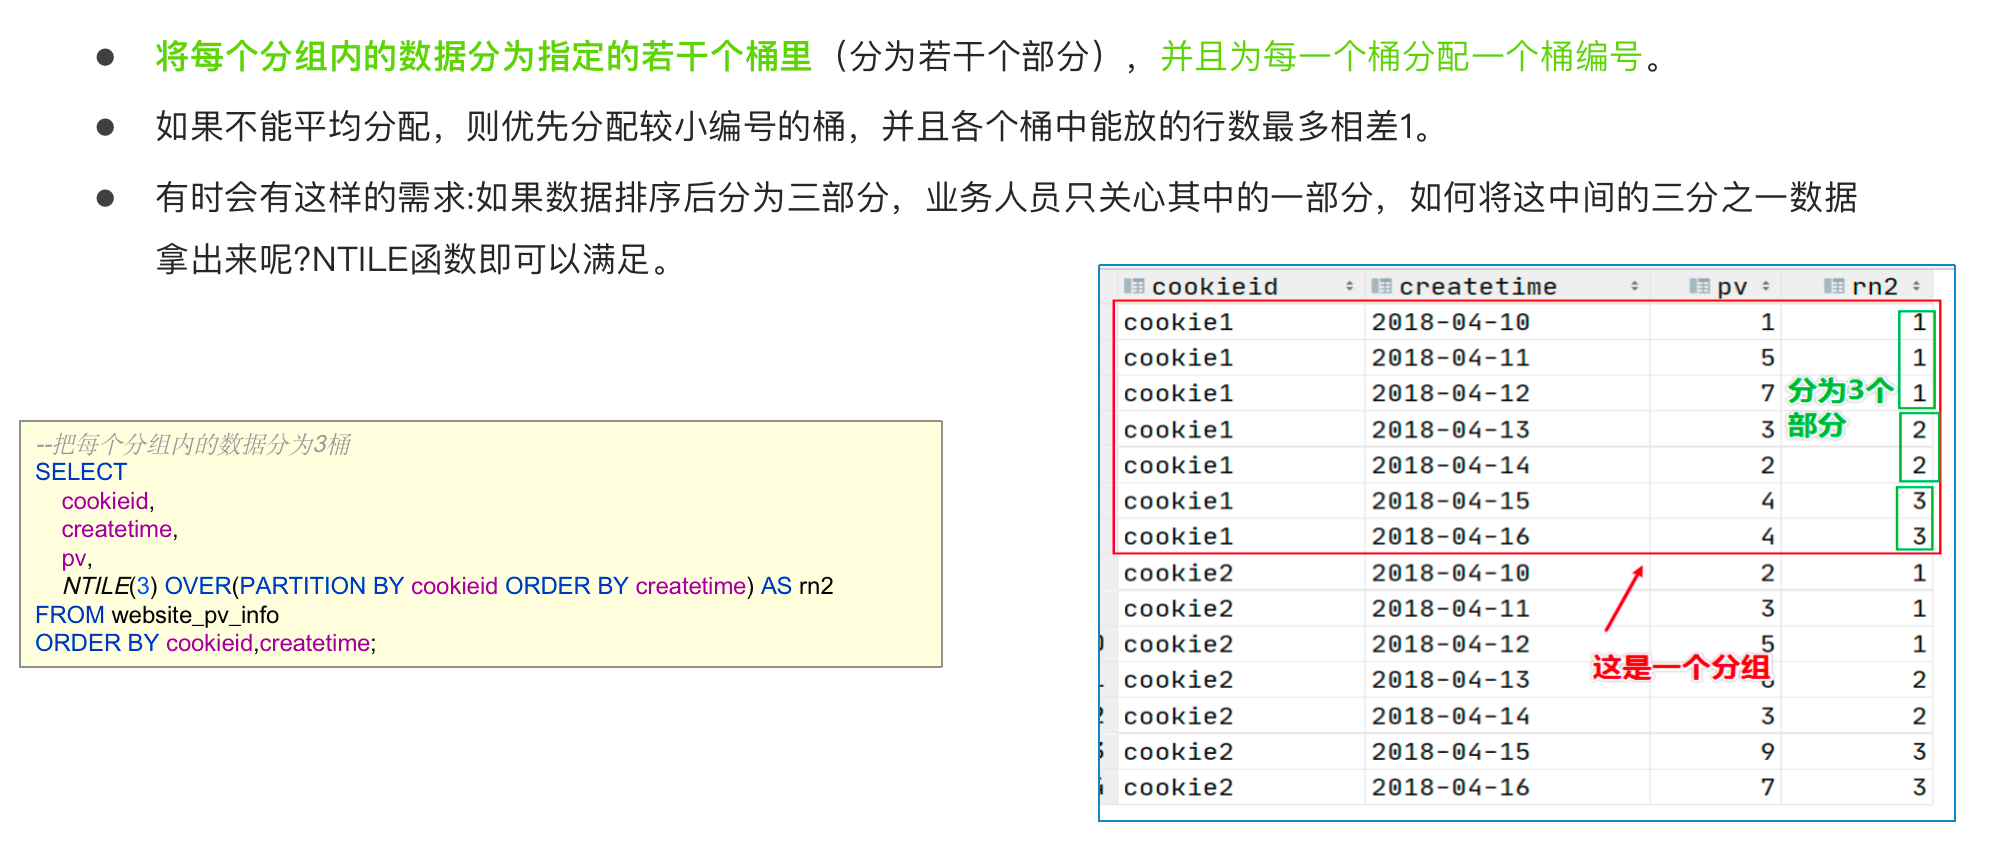 ● 将每个分组内的数据分为指定的若干个桶里（分为若干个部分），并且为每一个桶分配一个桶编号。
● 如果不能平均分配，则优先分配较小编号的桶，并且各个桶中能放的行数最多相差1。
● 有时会有这样的需求:如果数据排序后分为三部分，业务人员只关心其中的一部分，如何将这中间的三分之一数据
拿出来呢?NTILE函数即可以满足。
--把每个分组内的数据分为3桶
SELECT
cookieid,
createtime,
pv,
NTILE(3) OVER(PARTITION BY cookieid ORDER BY createtime) AS rn2
FROM website_pv_info
ORDER BY cookieid,createtime;
cookieid createtime pv rn2
cookie1 2018-04-10 1 1
cookie1 2018-04-11 5 1
cookie1 2018-04-12 7 1
cookie1 2018-04-13 3 2
cookie1 2018-04-14 2 2
cookie1 2018-04-15 4 3
cookie1 2018-04-16 4 3
分为3个
部分
cookie2 2018-04-10 2 1
cookie2 2018-04-11 3 1
cookie2 2018-04-12 5 1
这是一个分组
cookie2 2018-04-13 2
cookie2 2018-04-14 3 2
cookie2 2018-04-15 9 3
cookie2 2018-04-16 7 3